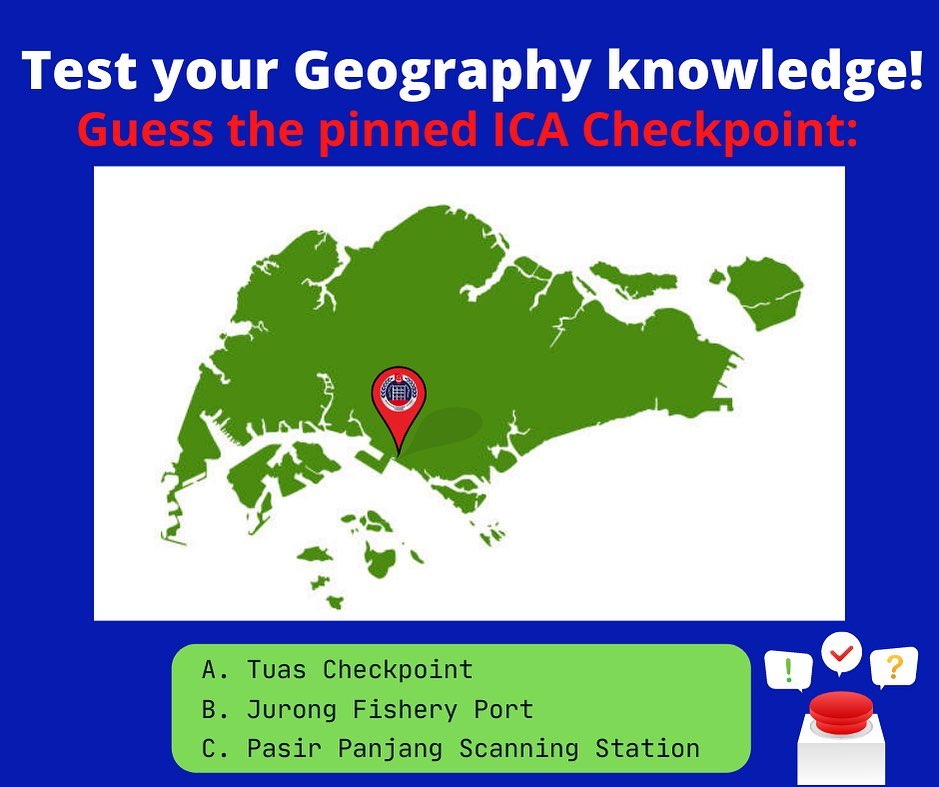 Test your Geography knowledge!
Guess the pinned ICA Checkpoint:
A. Tuas Checkpoint
B. Jurong Fishery Port
C. Pasir Panjang Scanning Station